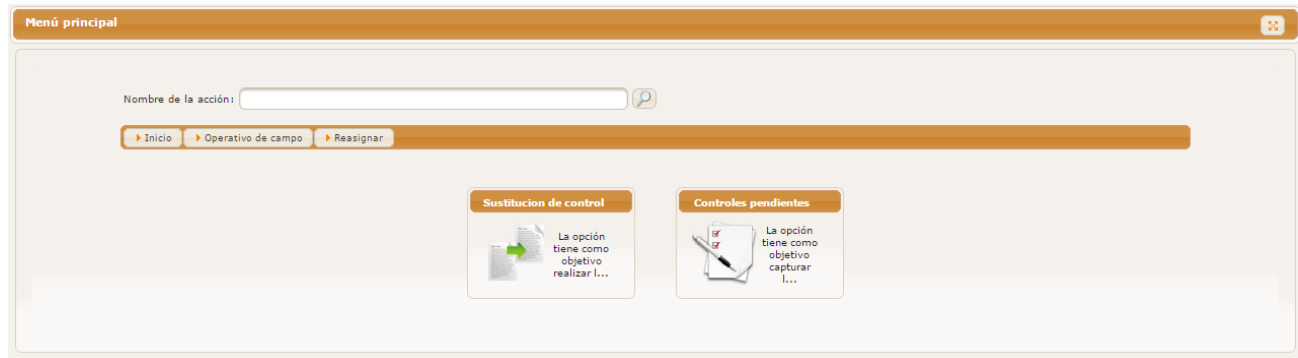 Menú principal
Nombre de la acción:
Inicio Operativo de campo Reasignar
Sustitucion de control
La opción
tiene como
objetivo
realizar l...
Controles pendientes
La opción
tiene como
objetivo
capturar
l...